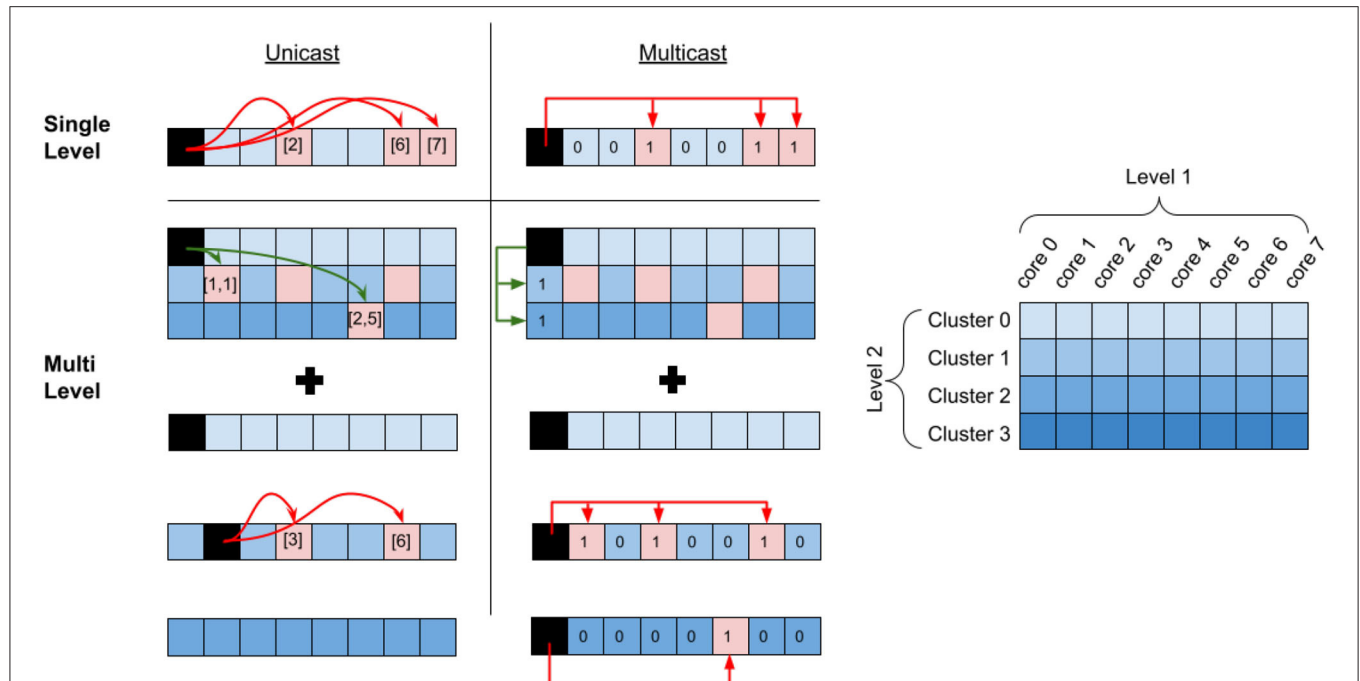 Unicast Multicast
Single
Level
[2] [6] [7]
0 0 1 0 0 1 1
[1,1]
[2,5]
1
1
Multi
Level
[3] [6]
1 0 1 0 0 1 0
0 0 0 0 1 0 0
Level 1
core 0 core 1 core 2 core 3 core 4 core 5 core 6 core 7
Level 2
Cluster 0
Cluster 1
Cluster 2
Cluster 3